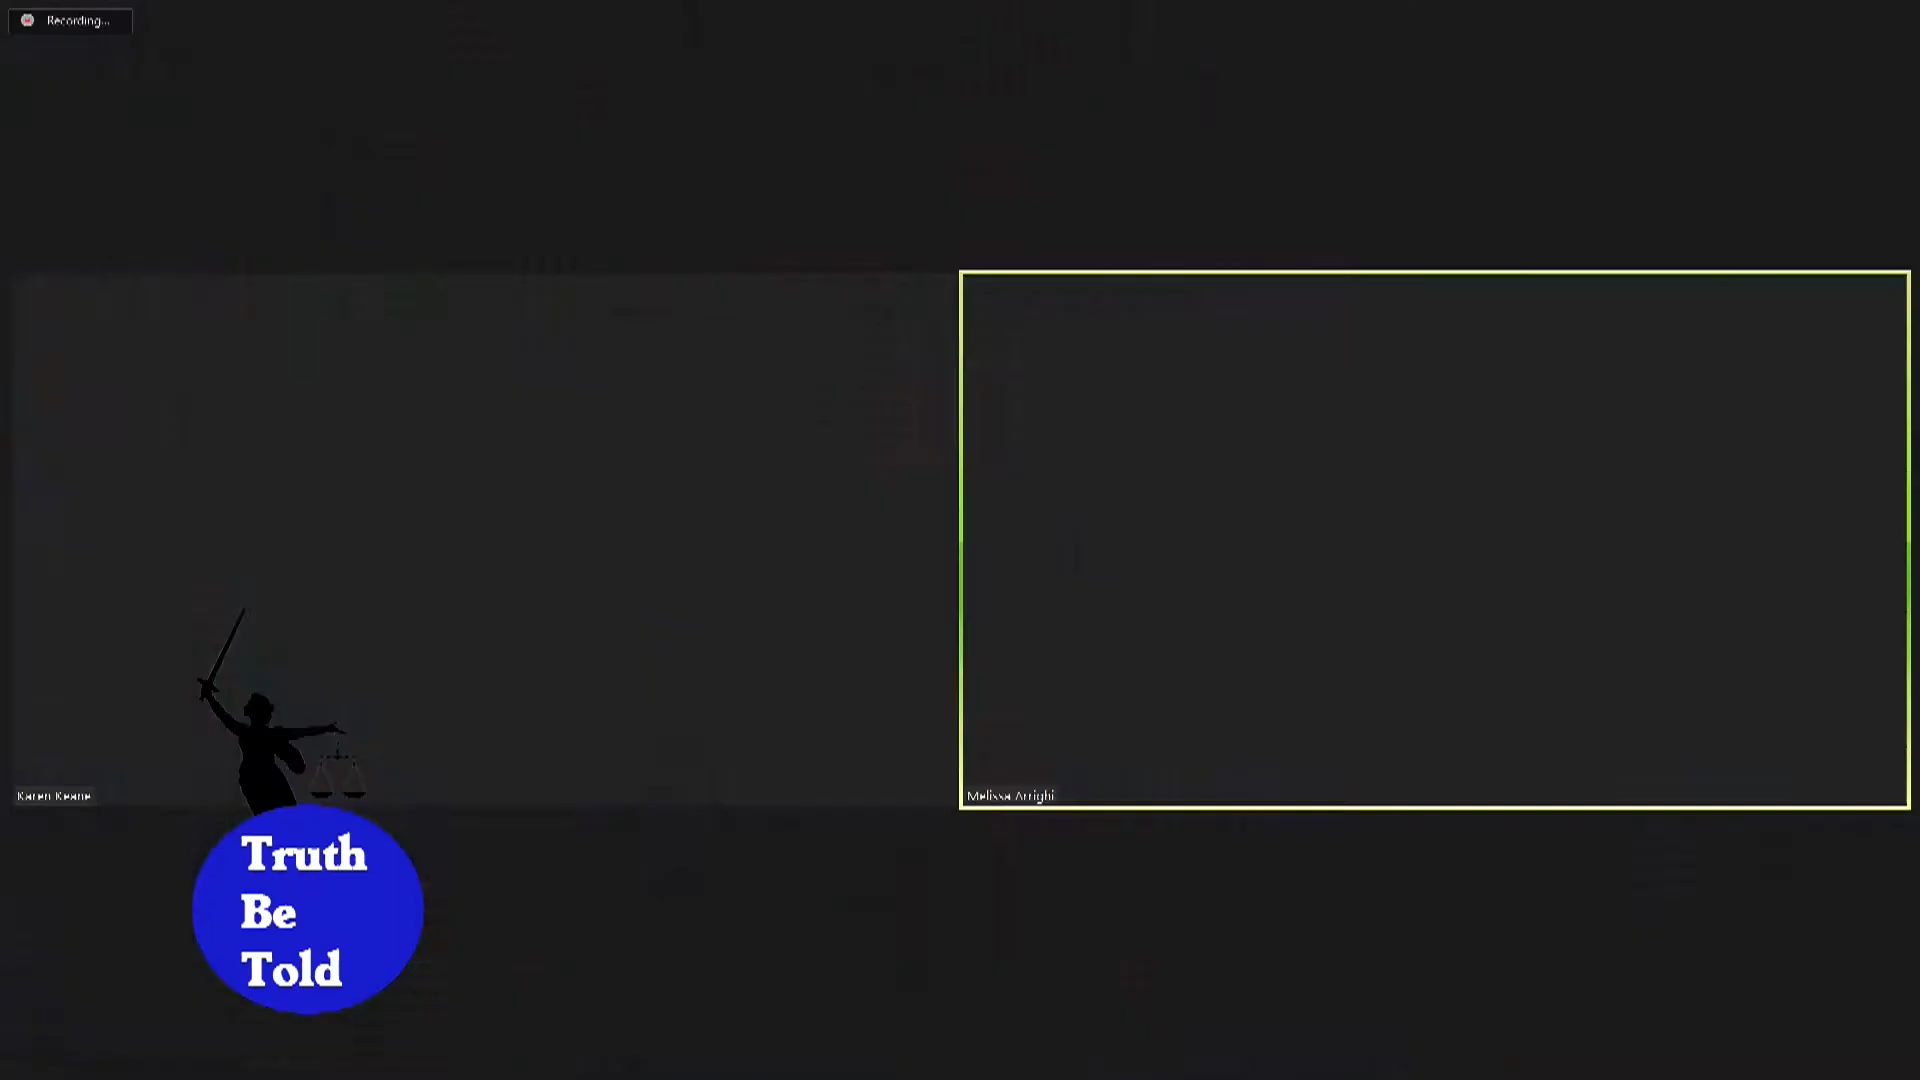 Recording...
Karen Keane
Melissa Arrighi
Truth
Be
Told